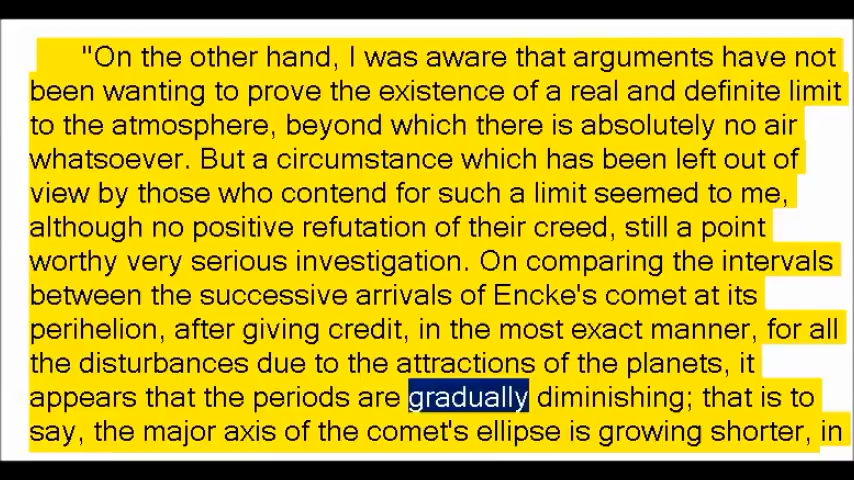 "On the other hand, I was aware that arguments have not
been wanting to prove the existence of a real and definite limit
to the atmosphere, beyond which there is absolutely no air
whatsoever. But a circumstance which has been left out of
view by those who contend for such a limit seemed to me,
although no positive refutation of their creed, still a point
worthy very serious investigation. On comparing the intervals
between the successive arrivals of Encke's comet at its
perihelion, after giving credit, in the most exact manner, for all
the disturbances due to the attractions of the planets, it
appears that the periods are gradually diminishing; that is to
say, the major axis of the comet's ellipse is growing shorter, in